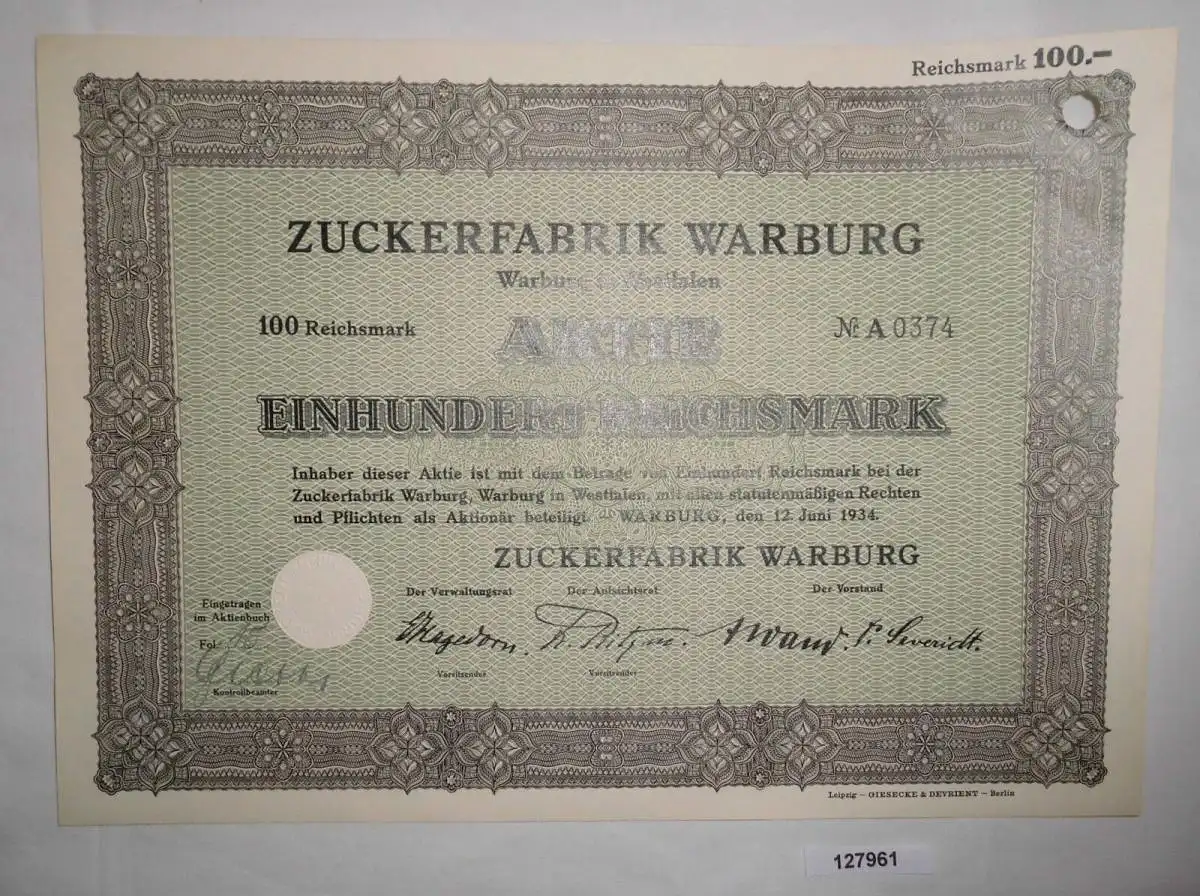 Reichsmark 100.–
ZUCKERFABRIK WARBURG
Warburg in Westfalen
100 Reichsmark
AKTIE
№ A 0374
EINHUNDERT REICHSMARK
Inhaber dieser Aktie ist mit dem Betrage von Einhundert Reichsmark bei der
Zuckerfabrik Warburg, Warburg in Westfalen, mit allen statutenmäßigen Rechten
und Pflichten als Aktionär beteiligt. WARBURG, den 12. Juni 1934.
ZUCKERFABRIK WARBURG
Der Verwaltungsrat Der Aufsichtsrat Der Vorstand
Eingetragen
im Aktienbuch
Fol.
Vorsitzender Vorsitzender
Kontrollbeamter
Leipzig – GIESECKE & DEVRIENT – Berlin
127961